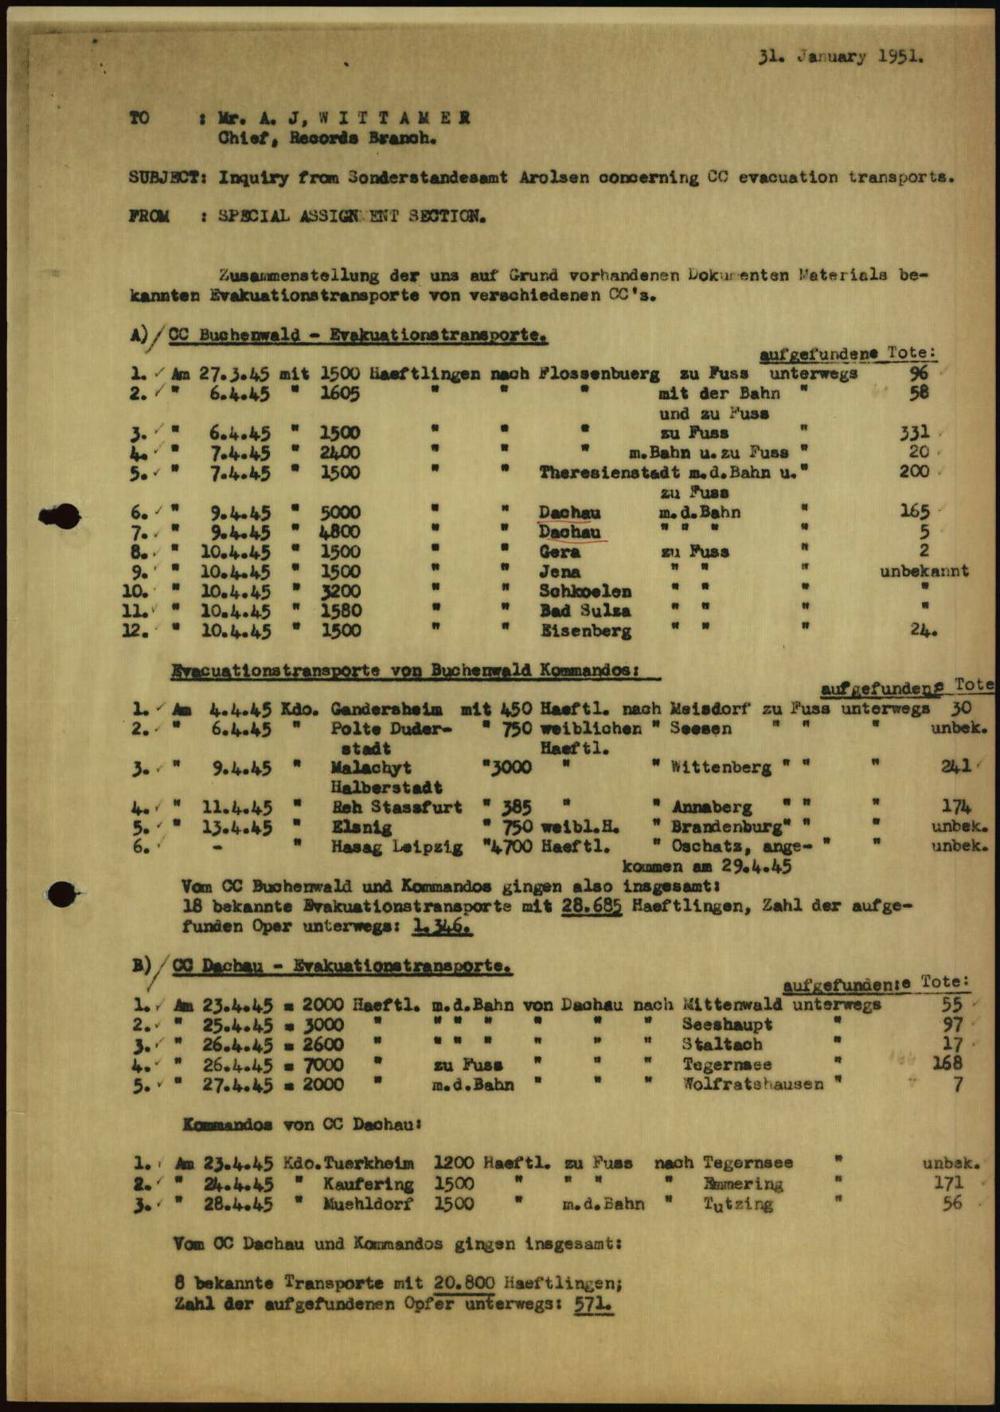 31. January 1951.
TO : Mr. A. J, W I T T A M E R
Chief, Records Branch.
SUBJECT: Inquiry from Sonderstandesamt Arolsen concerning CC evacuation transports.
FROM : SPECIAL ASSIGNMENT SECTION.
Zusammenstellung der uns auf Grund vorhandenen Dokumenten Materials be-
kannten Evakuationstransporte von verschiedenen CC's.
A)/ CC Buchenwald - Evakuationstransporte.
aufgefundene Tote:
1. ✓ Am 27.3.45 mit 1500 Haeftlingen nach Flossenbuerg zu Fuss unterwegs 96
2. ✓ " 6.4.45 " 1605 " " " mit der Bahn " 58
und zu Fuss
3. ✓ " 6.4.45 " 1500 " " " zu Fuss " 331
4. ✓ " 7.4.45 " 2400 " " " m.Bahn u.zu Fuss " 20
5. ✓ " 7.4.45 " 1500 " " Theresienstadt m.d.Bahn u." 200
zu Fuss
6. ✓ " 9.4.45 " 5000 " " Dachau m.d.Bahn " 165
7. ✓ " 9.4.45 " 4800 " " Dachau " " " " 5
8. ✓ " 10.4.45 " 1500 " " Gera zu Fuss " 2
9. " 10.4.45 " 1500 " " Jena " " " unbekannt
10. " 10.4.45 " 3200 " " Schkoelen " " " "
11. ✓ " 10.4.45 " 1580 " " Bad Sulza " " " "
12. " 10.4.45 " 1500 " " Eisenberg " " " 24.
Evacuationstransporte von Buchenwald Kommandos:
aufgefundene Tote
1. ✓ Am 4.4.45 Kdo. Gandersheim mit 450 Haeftl. nach Meisdorf zu Fuss unterwegs 30
2. ✓ " 6.4.45 " Polte Duder- " 750 weiblichen " Seesen " " " unbek.
stadt Haeftl.
3. ✓ " 9.4.45 " Malachyt "3000 " " Wittenberg " " " 241
Halberstadt
4. ✓ " 11.4.45 " Reh Stassfurt " 385 " " Annaberg " " " 174
5. ✓ " 13.4.45 " Elsnig " 750 weibl.H. " Brandenburg" " " unbek.
6. ✓ - " Hasag Leipzig "4700 Haeftl. " Oschatz, ange- " " unbek.
kommen am 29.4.45
Vom CC Buchenwald und Kommandos gingen also insgesamt:
18 bekannte Evakuationstransporte mit 28.685 Haeftlingen, Zahl der aufge-
funden Oper unterwegs: 1.346.
B)/ CC Dachau - Evakuationstransporte.
aufgefundene Tote:
1. ✓ Am 23.4.45 = 2000 Haeftl. m.d.Bahn von Dachau nach Mittenwald unterwegs 55
2. ✓ " 25.4.45 = 3000 " " " " " " " Seeshaupt " 97
3. ✓ " 26.4.45 = 2600 " " " " " " " Staltach " 17
4. ✓ " 26.4.45 = 7000 " zu Fuss " " " Tegernsee " 168
5. ✓ " 27.4.45 = 2000 " m.d.Bahn " " " Wolfratshausen " 7
Kommandos von CC Dachau:
1. ✓ Am 23.4.45 Kdo.Tuerkheim 1200 Haeftl. zu Fuss nach Tegernsee " unbek.
2. ✓ " 24.4.45 " Kaufering 1500 " " " " Emmering " 171
3. ✓ " 28.4.45 " Muehldorf 1500 " m.d.Bahn " Tutzing " 56
Vom CC Dachau und Kommandos gingen insgesamt:
8 bekannte Transporte mit 20.800 Haeftlingen;
Zahl der aufgefundenen Opfer unterwegs: 571.